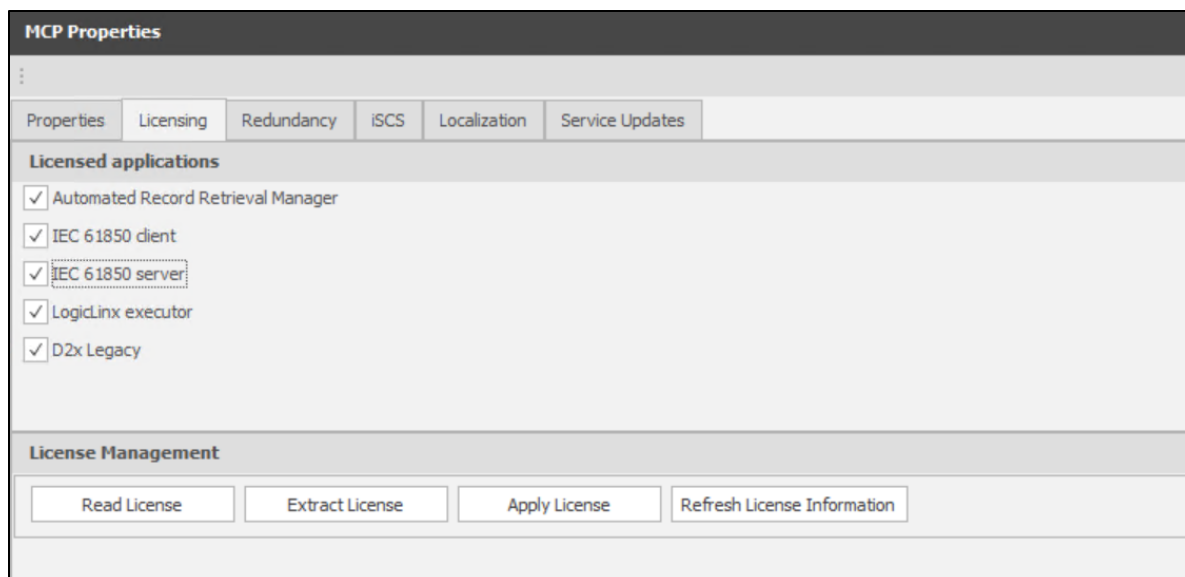 MCP Properties
Properties Licensing Redundancy iSCS Localization Service Updates
Licensed applications
Automated Record Retrieval Manager
IEC 61850 client
IEC 61850 server
LogicLinx executor
D2x Legacy
License Management
Read License Extract License Apply License Refresh License Information